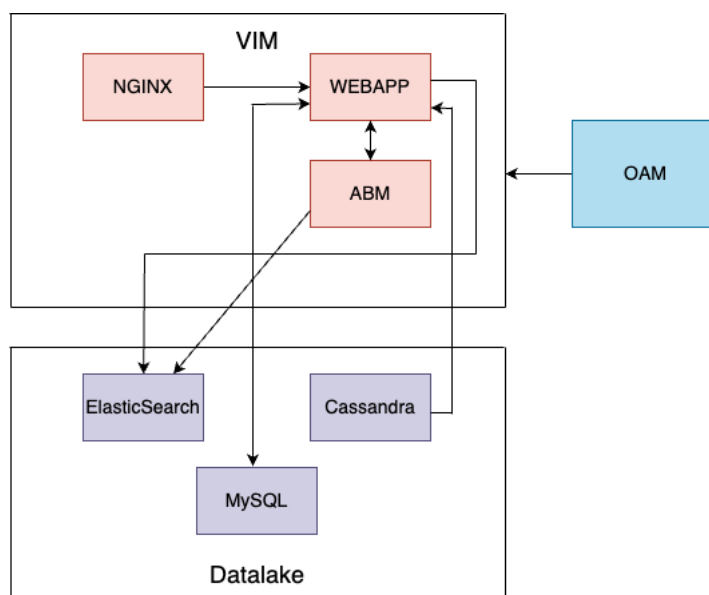 VIM
NGINX
WEBAPP
ABM
OAM
ElasticSearch
Cassandra
MySQL
Datalake